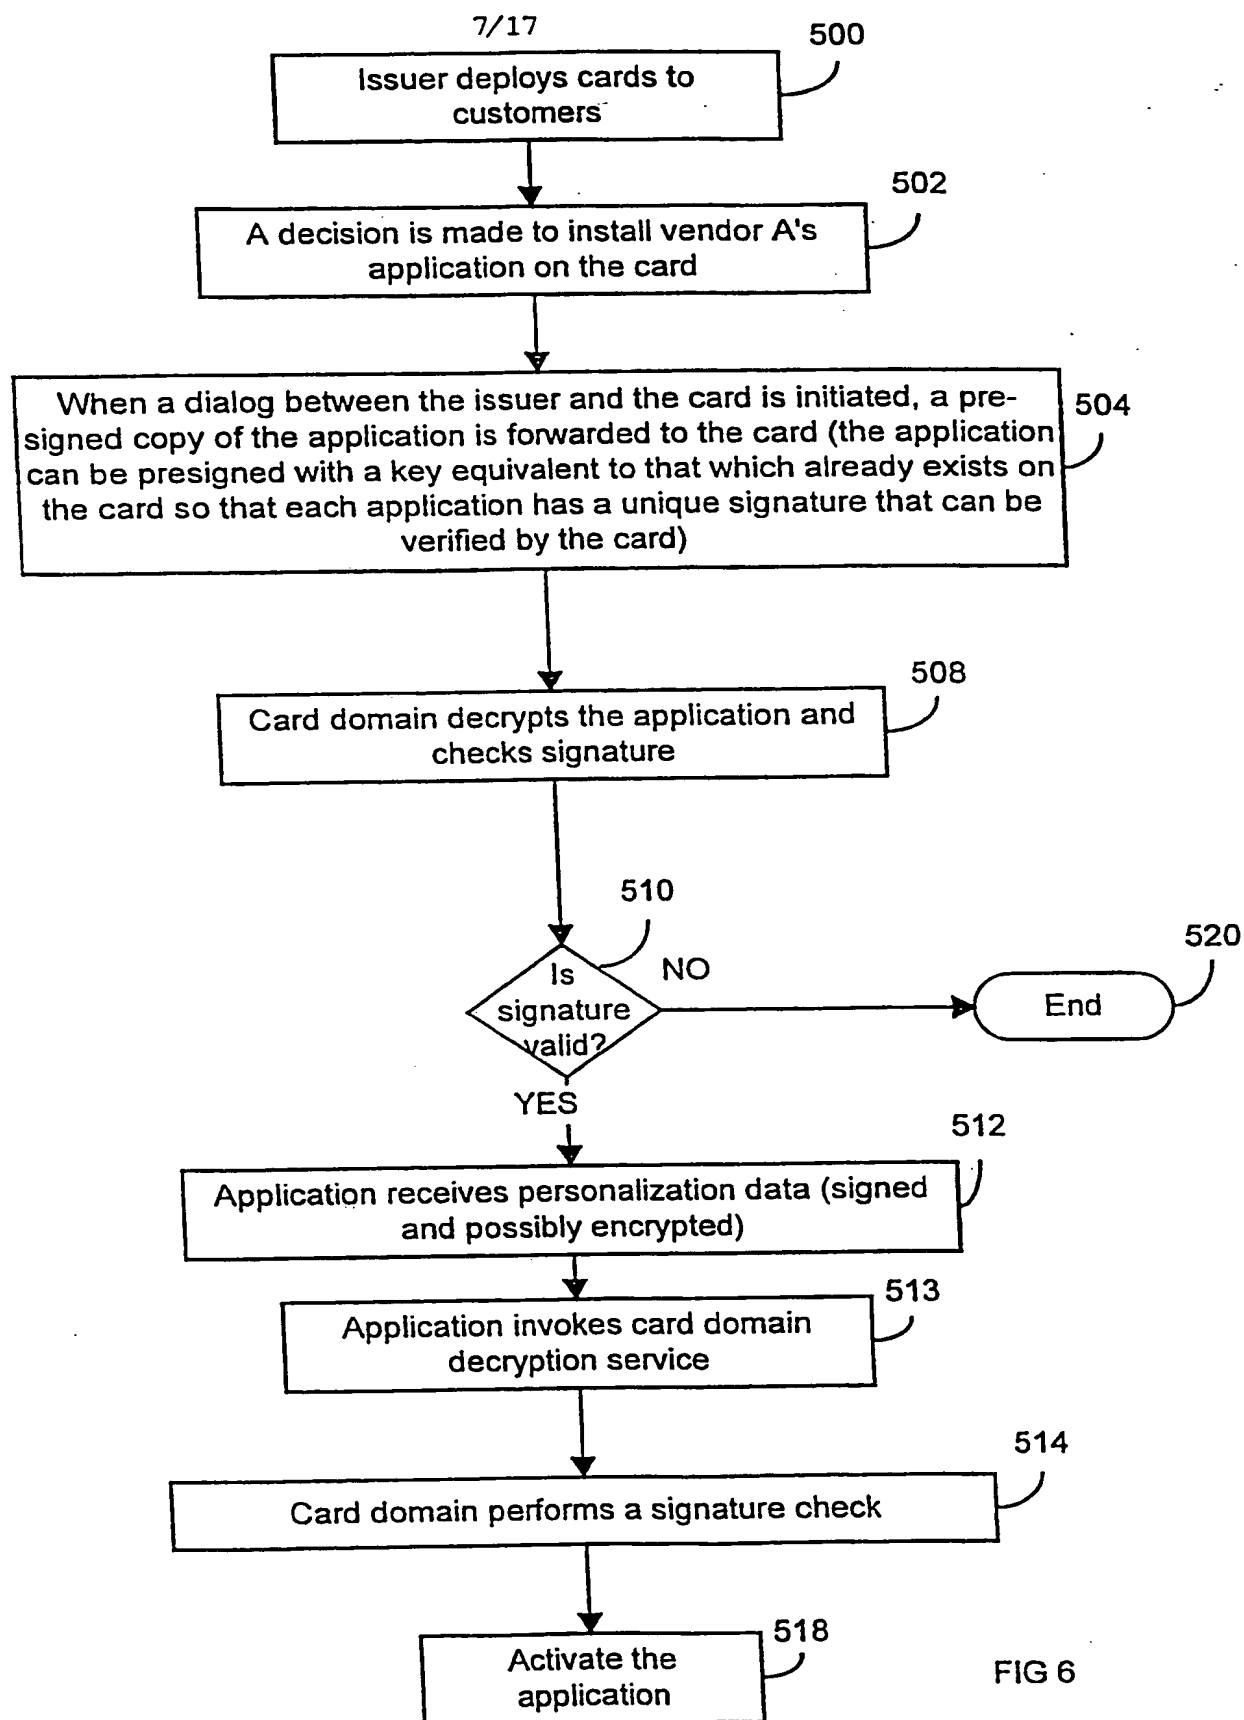 7/17
500
Issuer deploys cards to
customers
502
A decision is made to install vendor A's
application on the card
504
When a dialog between the issuer and the card is initiated, a pre-
signed copy of the application is forwarded to the card (the application
can be presigned with a key equivalent to that which already exists on
the card so that each application has a unique signature that can be
verified by the card)
508
Card domain decrypts the application and
checks signature
510
Is
signature
valid?
NO
520
End
YES
512
Application receives personalization data (signed
and possibly encrypted)
513
Application invokes card domain
decryption service
514
Card domain performs a signature check
518
Activate the
application
FIG 6